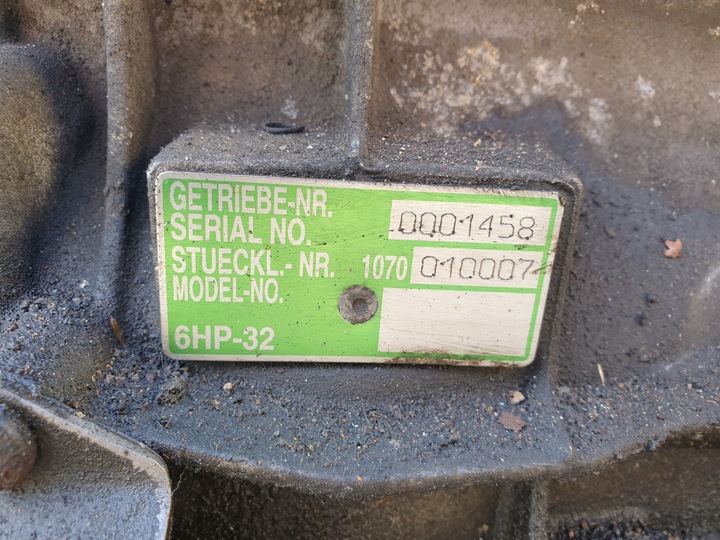 GETRIEBE-NR.
SERIAL NO. 0001458
STUECKL.- NR. 1070 010007
MODEL-NO.
6HP-32